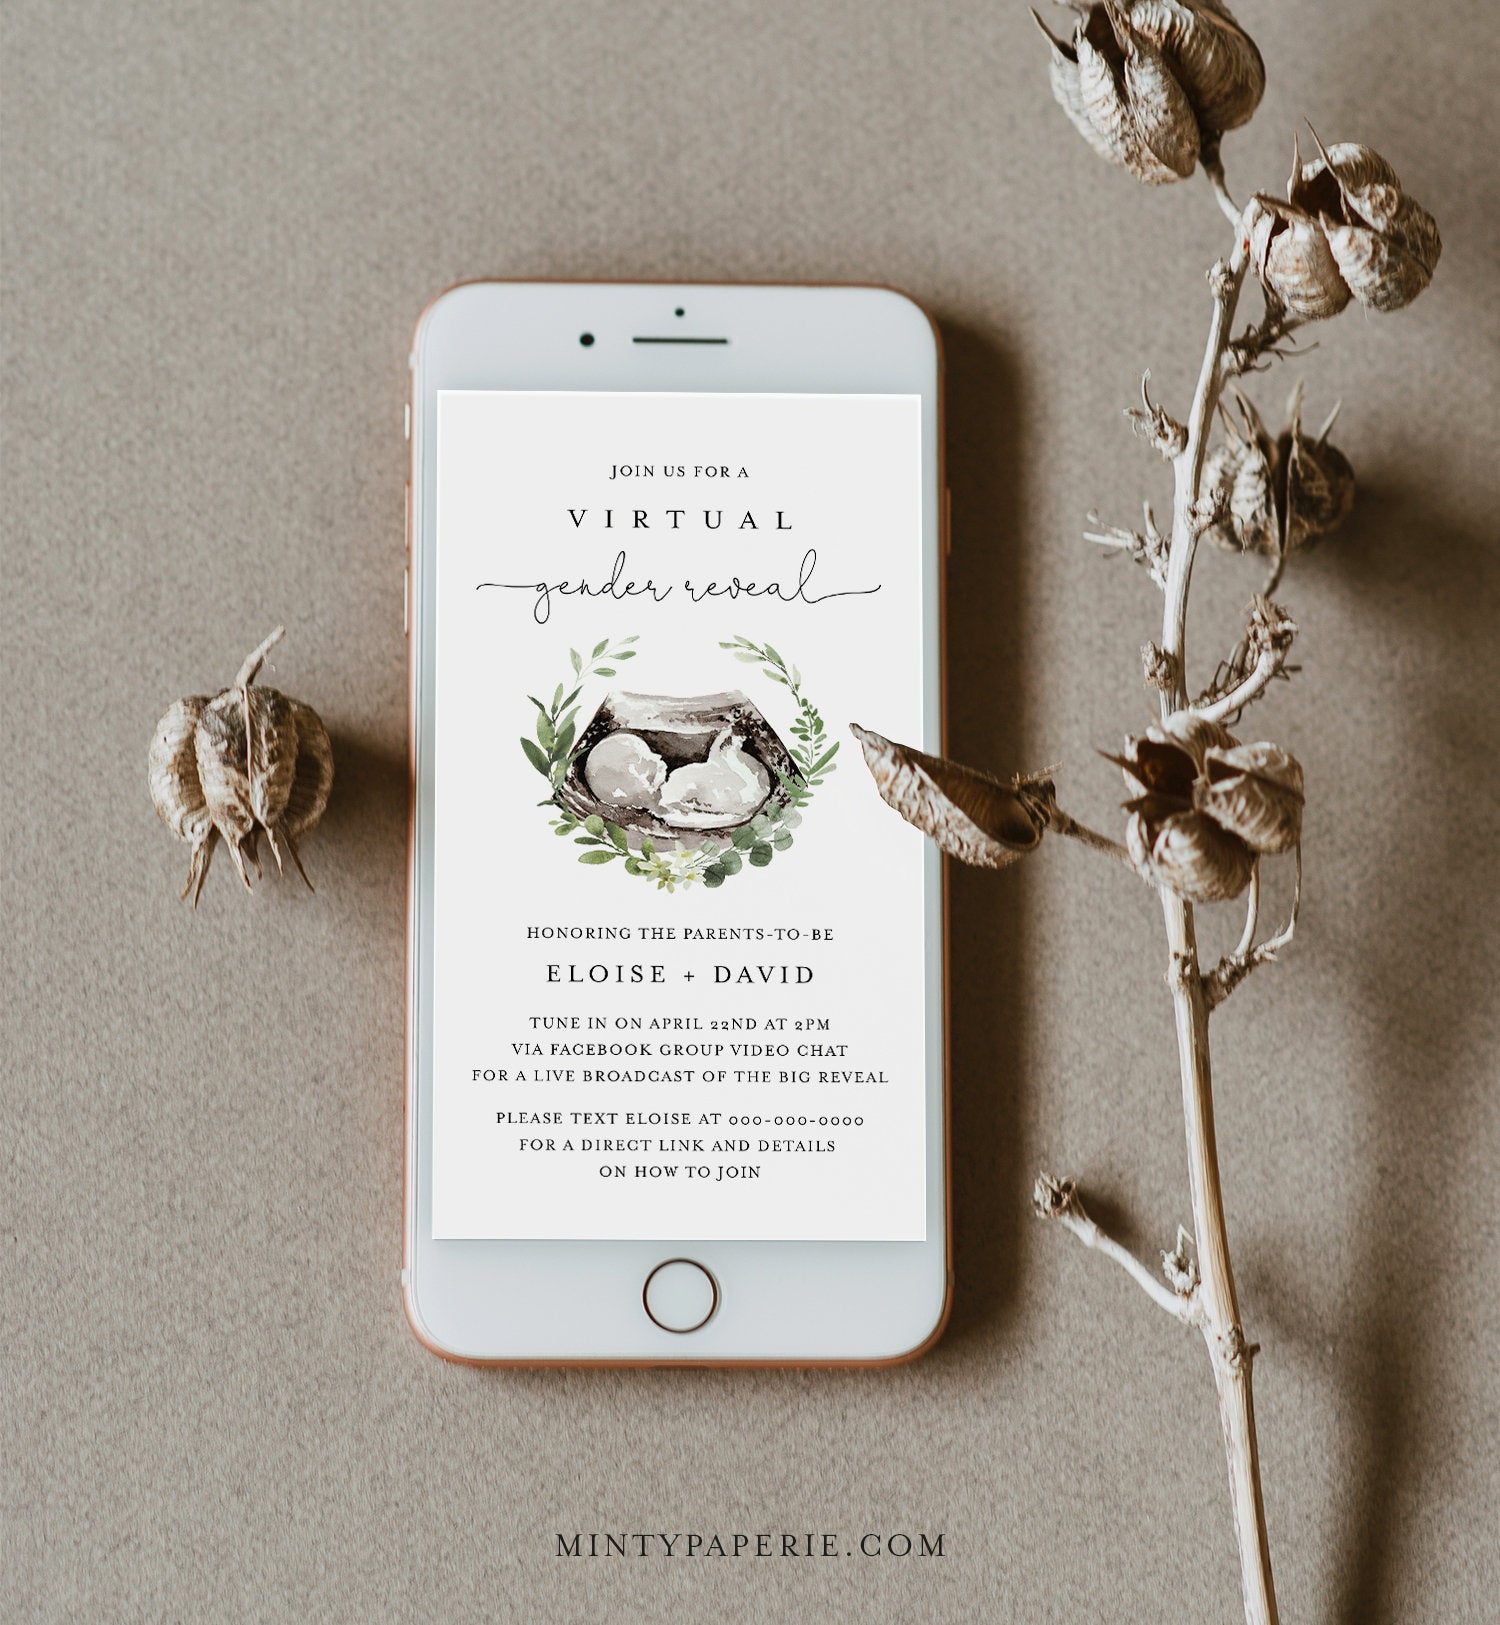 JOIN US FOR A
VIRTUAL
gender reveal
HONORING THE PARENTS-TO-BE
ELOISE + DAVID
TUNE IN ON APRIL 22ND AT 2PM
VIA FACEBOOK GROUP VIDEO CHAT
FOR A LIVE BROADCAST OF THE BIG REVEAL
PLEASE TEXT ELOISE AT 000-000-0000
FOR A DIRECT LINK AND DETAILS
ON HOW TO JOIN
MINTYPAPERIE.COM